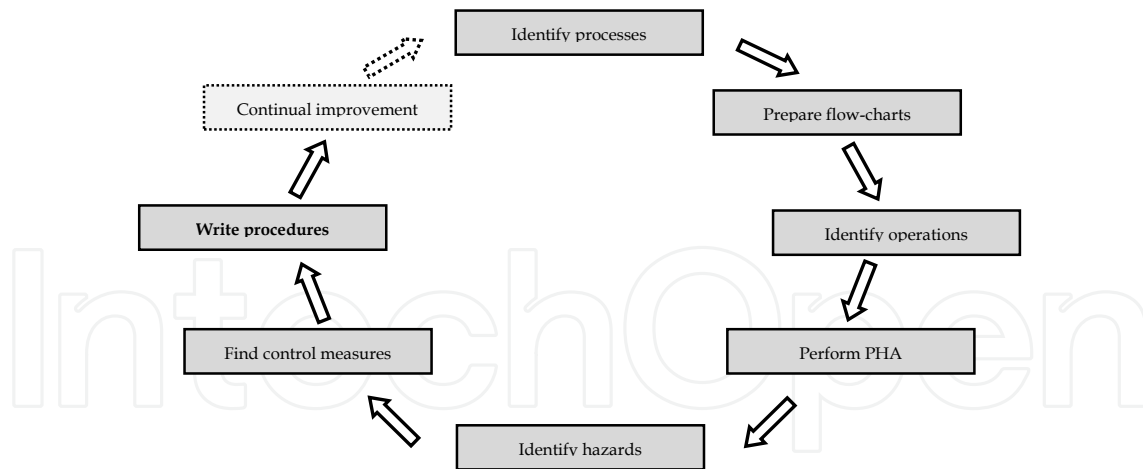 Identify processes
Prepare flow-charts
Identify operations
Perform PHA
Identify hazards
Find control measures
Write procedures
Continual improvement
IntechOpen